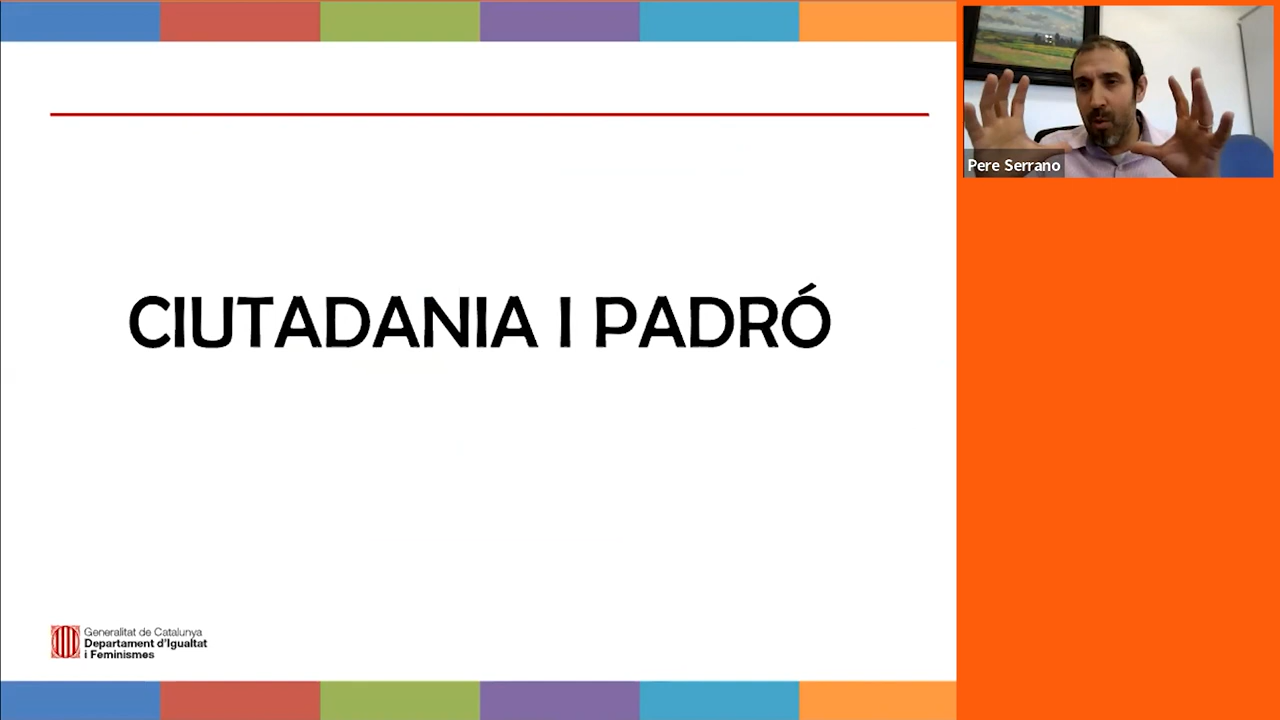 CIUTADANIA I PADRÓ
Generalitat de Catalunya
Departament d'Igualtat
i Feminismes
Pere Serrano